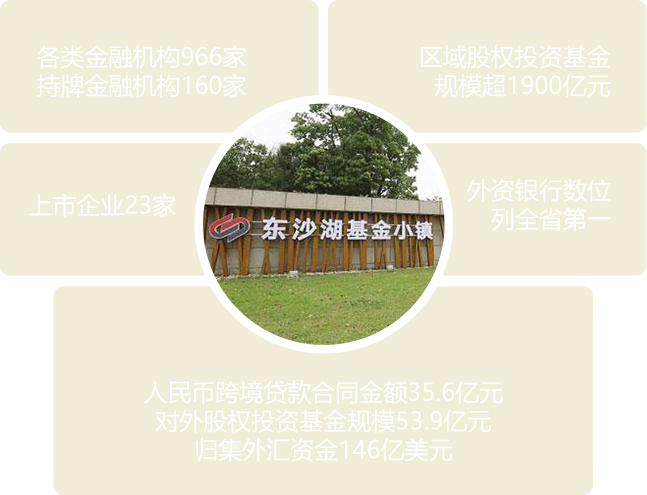 各类金融机构966家
持牌金融机构160家
区域股权投资基金
规模超1900亿元
上市企业23家
外资银行数位
列全省第一
东沙湖基金小镇
人民币跨境贷款合同金额35.6亿元
对外股权投资基金规模53.9亿元
归集外汇资金146亿美元